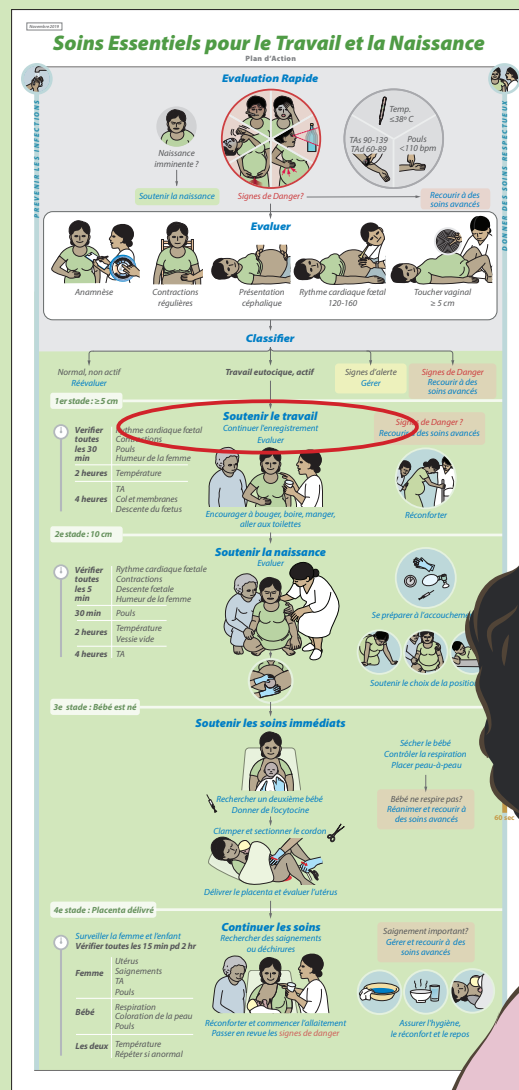 Novembre 2019
Soins Essentiels pour le Travail et la Naissance
Plan d'Action
PREVENIR LES INFECTIONS
DONNER DES SOINS RESPECTUEUX
Evaluation Rapide
Naissance
imminente ?
Temp.
≤38º C
TAs 90-139
TAd 60-89
Pouls
<110 bpm
Soutenir la naissance
Signes de Danger?
Recourir à des
soins avancés
Evaluer
Anamnèse
Contractions
régulières
Présentation
céphalique
Rythme cardiaque fœtal
120-160
Toucher vaginal
≥ 5 cm
Classifier
Normal, non actif
Réévaluer
Travail eutocique, actif
Signes d'alerte
Gérer
Signes de Danger
Recourir à des
soins avancés
1er stade : ≥ 5 cm
Soutenir le travail
Continuer l'enregistrement
Evaluer
Signes de Danger ?
Recourir à des soins avancés
Verifier
toutes
les 30
min
Rythme cardiaque fœtal
Contractions
Pouls
Humeur de la femme
2 heures
Température
4 heures
TA
Col et membranes
Descente du fœtus
Encourager à bouger, boire, manger,
aller aux toilettes
Réconforter
2e stade : 10 cm
Soutenir la naissance
Evaluer
Vérifier
toutes
les 5
min
Rythme cardiaque fœtale
Contractions
Descente fœtale
Humeur de la femme
30 min
Pouls
2 heures
Température
Vessie vide
4 heures
TA
Se préparer à l'accoucheme
Soutenir le choix de la positio
3e stade : Bébé est né
Soutenir les soins immédiats
Sécher le bébé
Contrôler la respiration
Placer peau-à-peau
Rechercher un deuxième bébé
Donner de l'ocytocine
Bébé ne respire pas?
Réanimer et recourir à
des soins avancés
60 sec
Clamper et sectionner le cordon
Délivrer le placenta et évaluer l'utérus
4e stade : Placenta délivré
Continuer les soins
Rechercher des saignements
ou déchirures
Surveiller la femme et l'enfant
Vérifier toutes les 15 min pd 2 hr
Femme
Utérus
Saignements
TA
Pouls
Bébé
Respiration
Coloration de la peau
Pouls
Les deux
Température
Répéter si anormal
Saignement important?
Gérer et recourir à des
soins avancés
Réconforter et commencer l'allaitement
Passer en revue les signes de danger
Assurer l'hygiène,
le réconfort et le repos